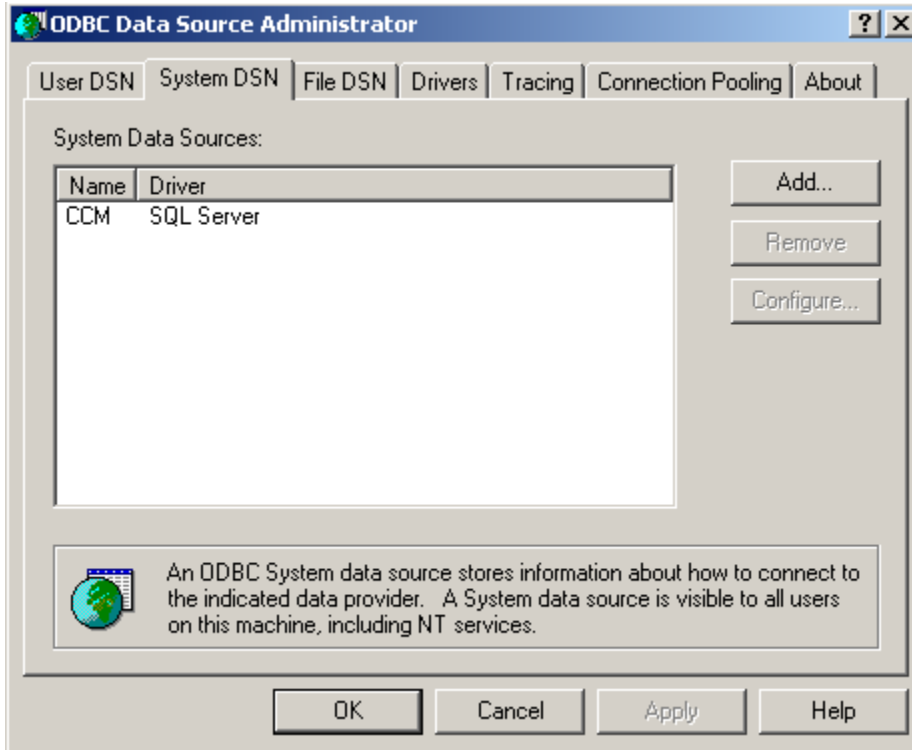 ODBC Data Source Administrator
User DSN System DSN File DSN Drivers Tracing Connection Pooling About
System Data Sources:
Name Driver
CCM SQL Server
Add...
Remove
Configure...
An ODBC System data source stores information about how to connect to
the indicated data provider. A System data source is visible to all users
on this machine, including NT services.
OK Cancel Apply Help